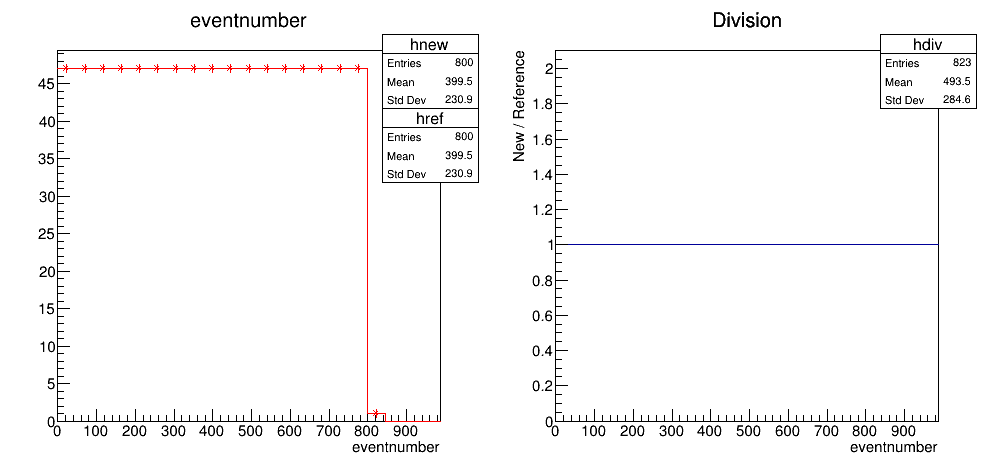 eventnumber
hnew
Entries 800
Mean 399.5
Std Dev 230.9
href
Entries 800
Mean 399.5
Std Dev 230.9
45
40
35
30
25
20
15
10
5
0
0 100 200 300 400 500 600 700 800 900
eventnumber
Division
hdiv
Entries 823
Mean 493.5
Std Dev 284.6
New / Reference
2
1.8
1.6
1.4
1.2
1
0.8
0.6
0.4
0.2
0
0 100 200 300 400 500 600 700 800 900
eventnumber